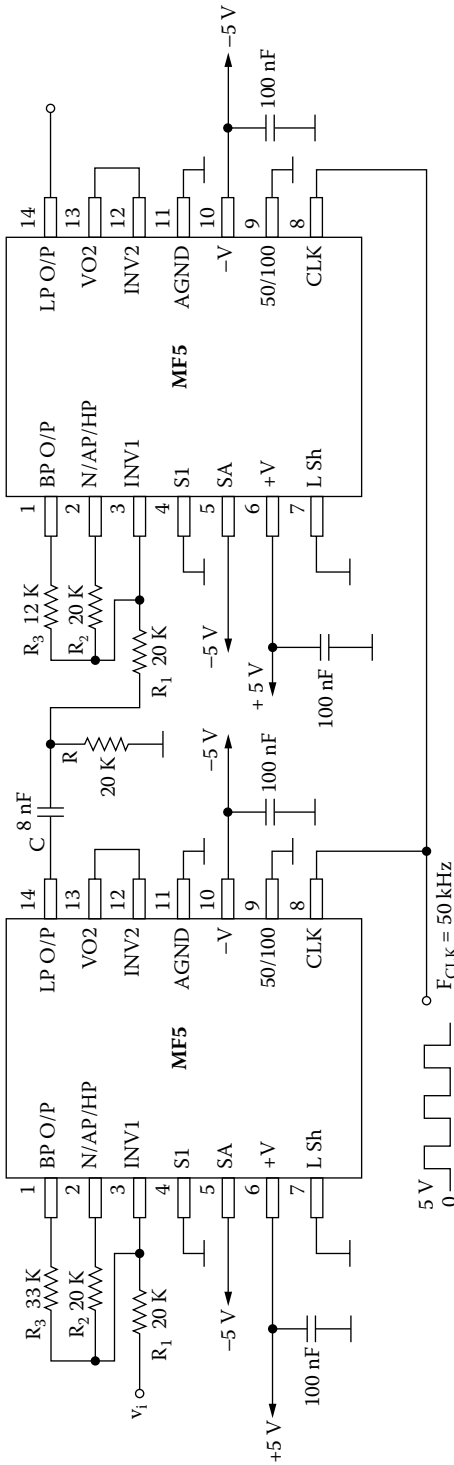 1
2
3
4
5
6
7
BP O/P
N/AP/HP
INV1
S1
SA
+V
L Sh
MF5
LP O/P
VO2
INV2
AGND
–V
50/100
CLK
14
13
12
11
10
9
8
R3 33 K
R2 20 K
R1 20 K
vi
–5 V
+5 V
100 nF
5 V
0
FCLK = 50 kHz
–5 V
100 nF
C 8 nF
R
20 K
1
2
3
4
5
6
7
BP O/P
N/AP/HP
INV1
S1
SA
+V
L Sh
MF5
LP O/P
VO2
INV2
AGND
–V
50/100
CLK
14
13
12
11
10
9
8
R3 12 K
R2 20 K
R1 20 K
–5 V
+ 5 V
100 nF
–5 V
100 nF